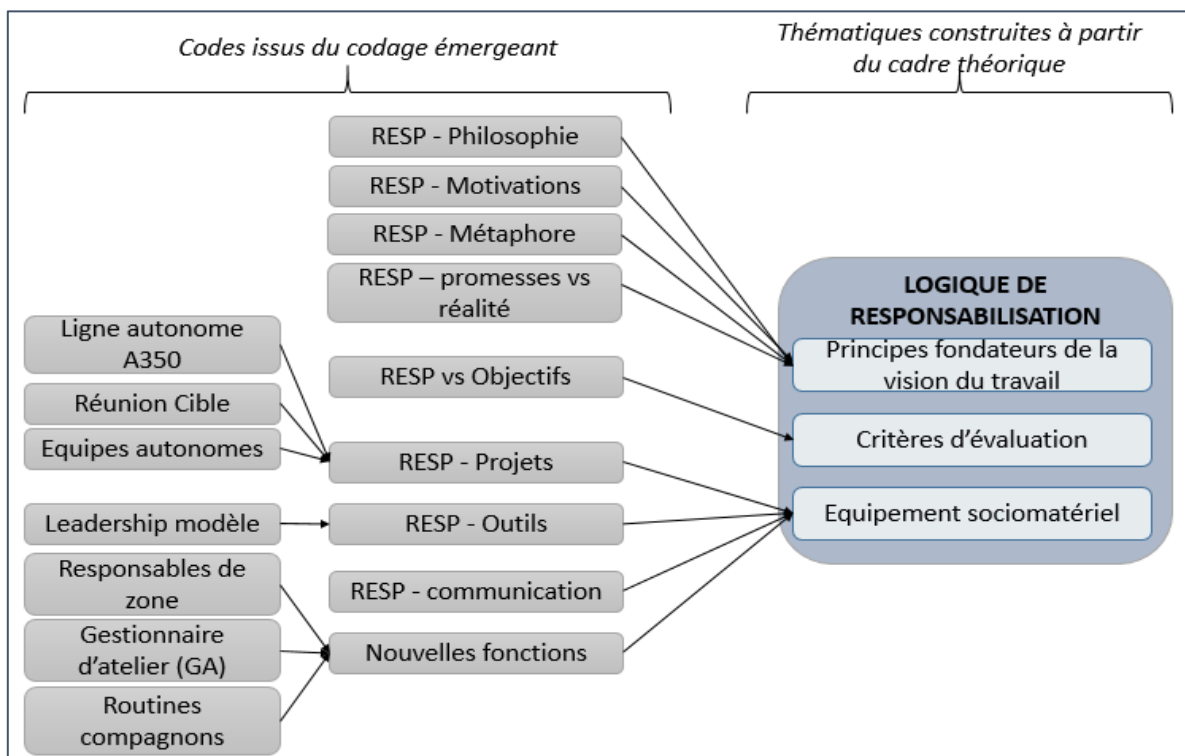 Codes issus du codage émergeant
Thématiques construites à partir
du cadre théorique
RESP - Philosophie
RESP - Motivations
RESP - Métaphore
RESP – promesses vs
réalité
Ligne autonome
A350
Réunion Cible
Equipes autonomes
Leadership modèle
Responsables de
zone
Gestionnaire
d'atelier (GA)
Routines
compagnons
RESP vs Objectifs
RESP - Projets
RESP - Outils
RESP - communication
Nouvelles fonctions
LOGIQUE DE
RESPONSABILISATION
Principes fondateurs de la
vision du travail
Critères d'évaluation
Equipement sociomatériel